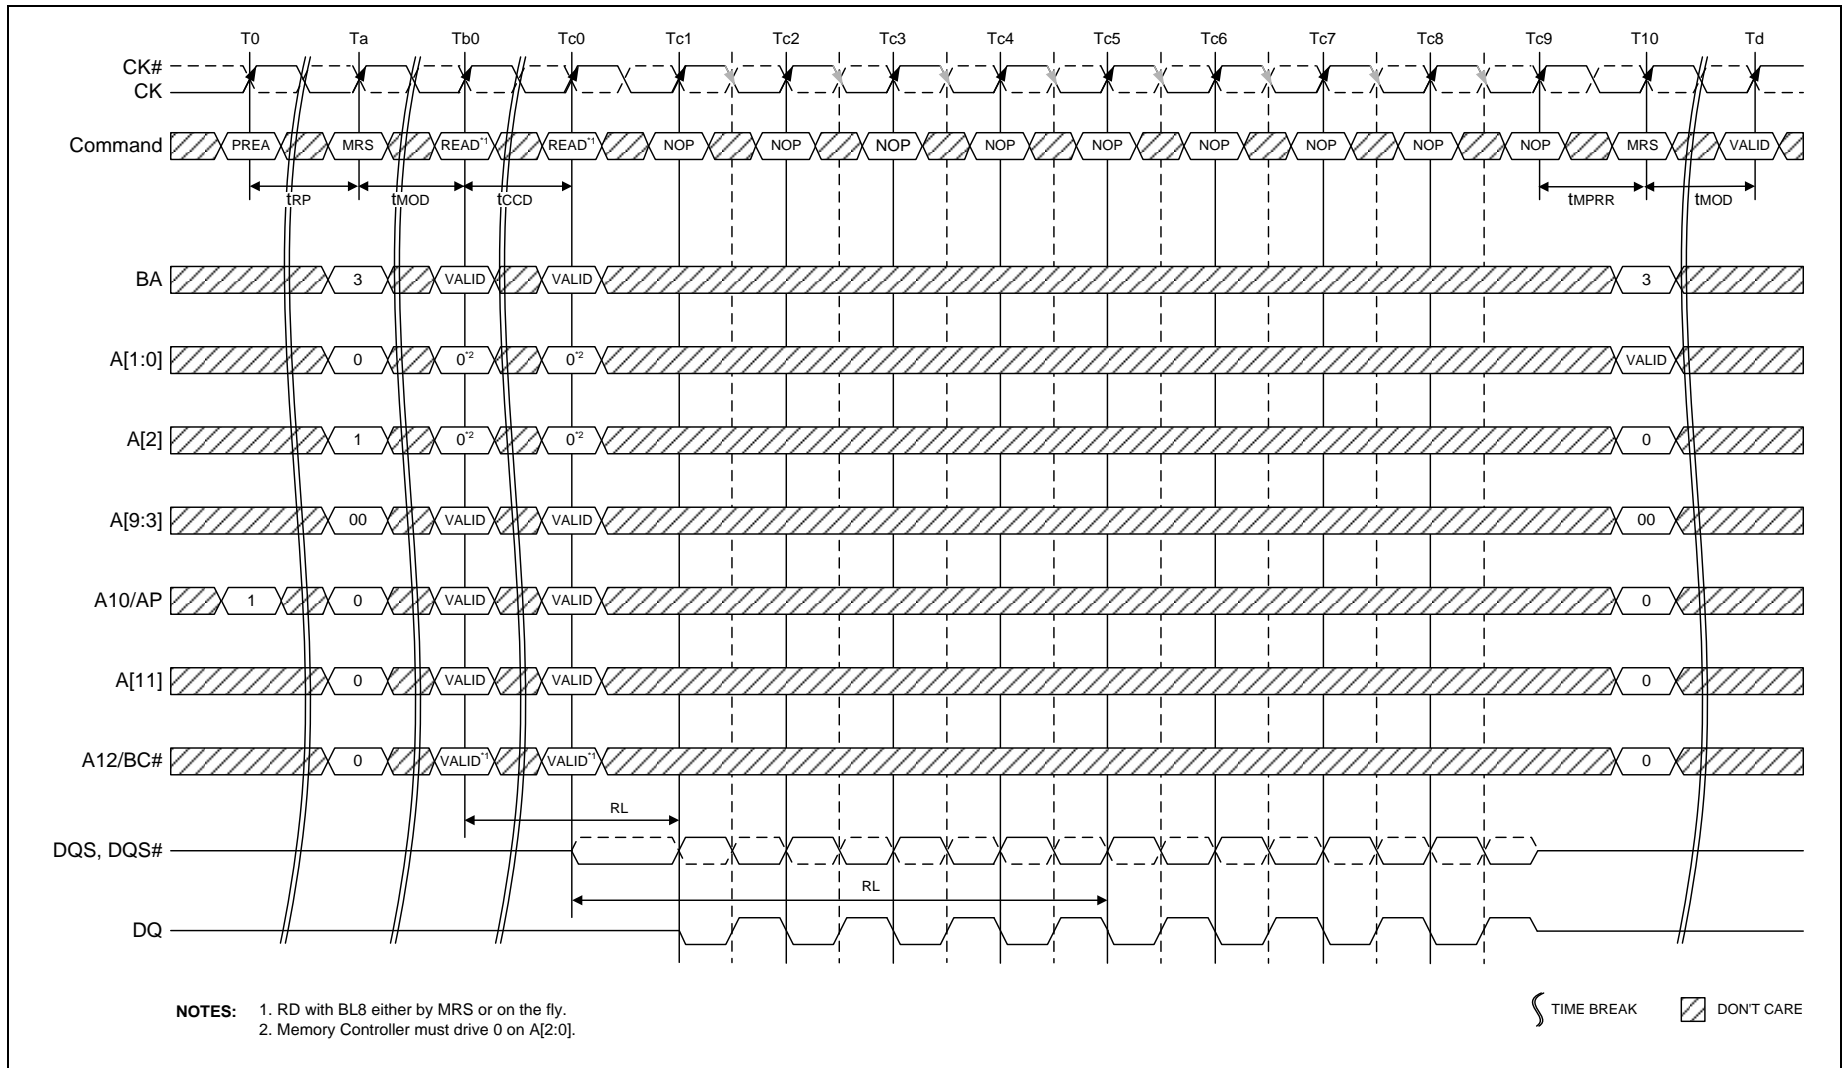 T0 Ta Tb0 Tc0 Tc1 Tc2 Tc3 Tc4 Tc5 Tc6 Tc7 Tc8 Tc9 T10 Td
CK#
CK
Command PREA MRS READ*1 READ*1 NOP NOP NOP NOP NOP NOP NOP NOP NOP MRS VALID
tRP tMOD tCCD tMPRR tMOD
BA 3 VALID VALID 3
A[1:0] 0 0*2 0*2 VALID
A[2] 1 0*2 0*2 0
A[9:3] 00 VALID VALID 00
A10/AP 1 0 VALID VALID 0
A[11] 0 VALID VALID 0
A12/BC# 0 VALID*1 VALID*1 0
RL
DQS, DQS#
RL
DQ
NOTES: 1. RD with BL8 either by MRS or on the fly.
2. Memory Controller must drive 0 on A[2:0].
TIME BREAK DON'T CARE